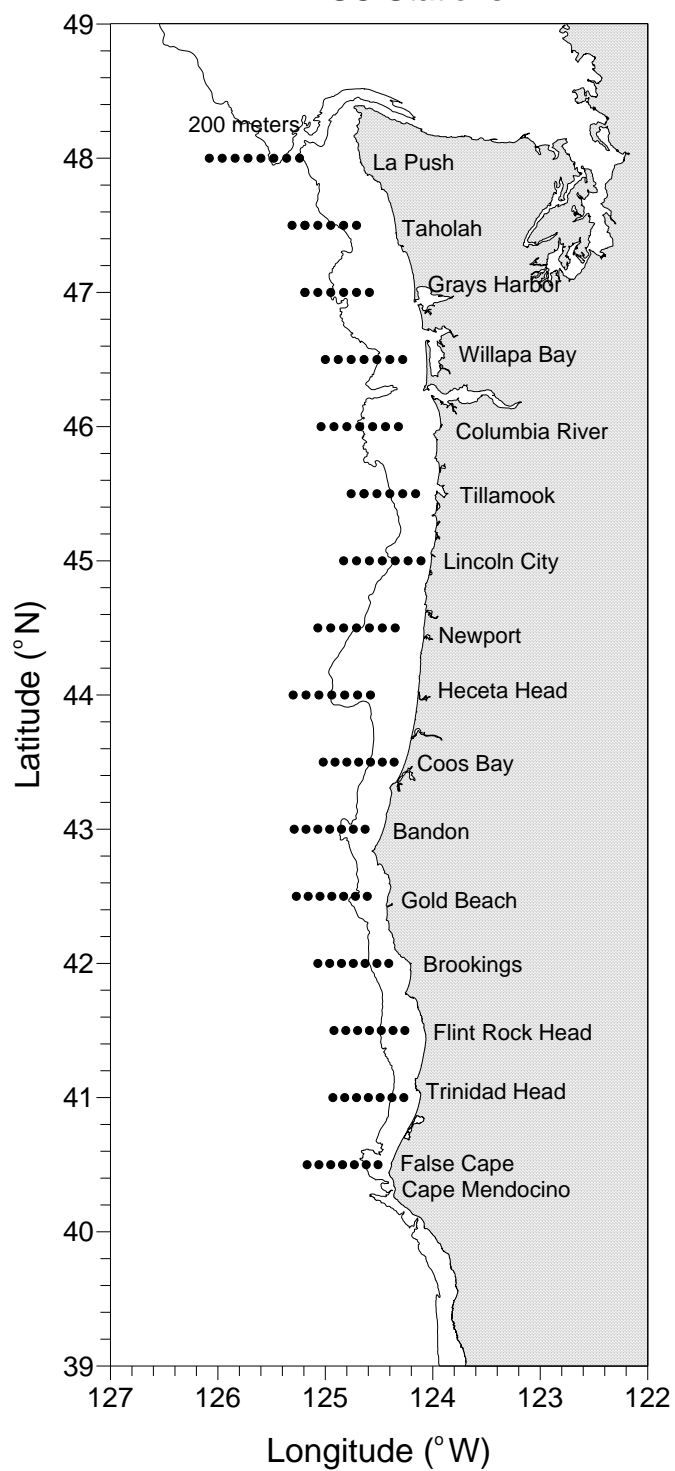 49
200 meters
48
La Push
Taholah
47
Grays Harbor
Willapa Bay
46
Columbia River
Tillamook
45
Lincoln City
Newport
44
Heceta Head
Coos Bay
43
Bandon
Gold Beach
42
Brookings
Flint Rock Head
41
Trinidad Head
False Cape
Cape Mendocino
40
39
127 126 125 124 123 122
Latitude (°N)
Longitude (°W)